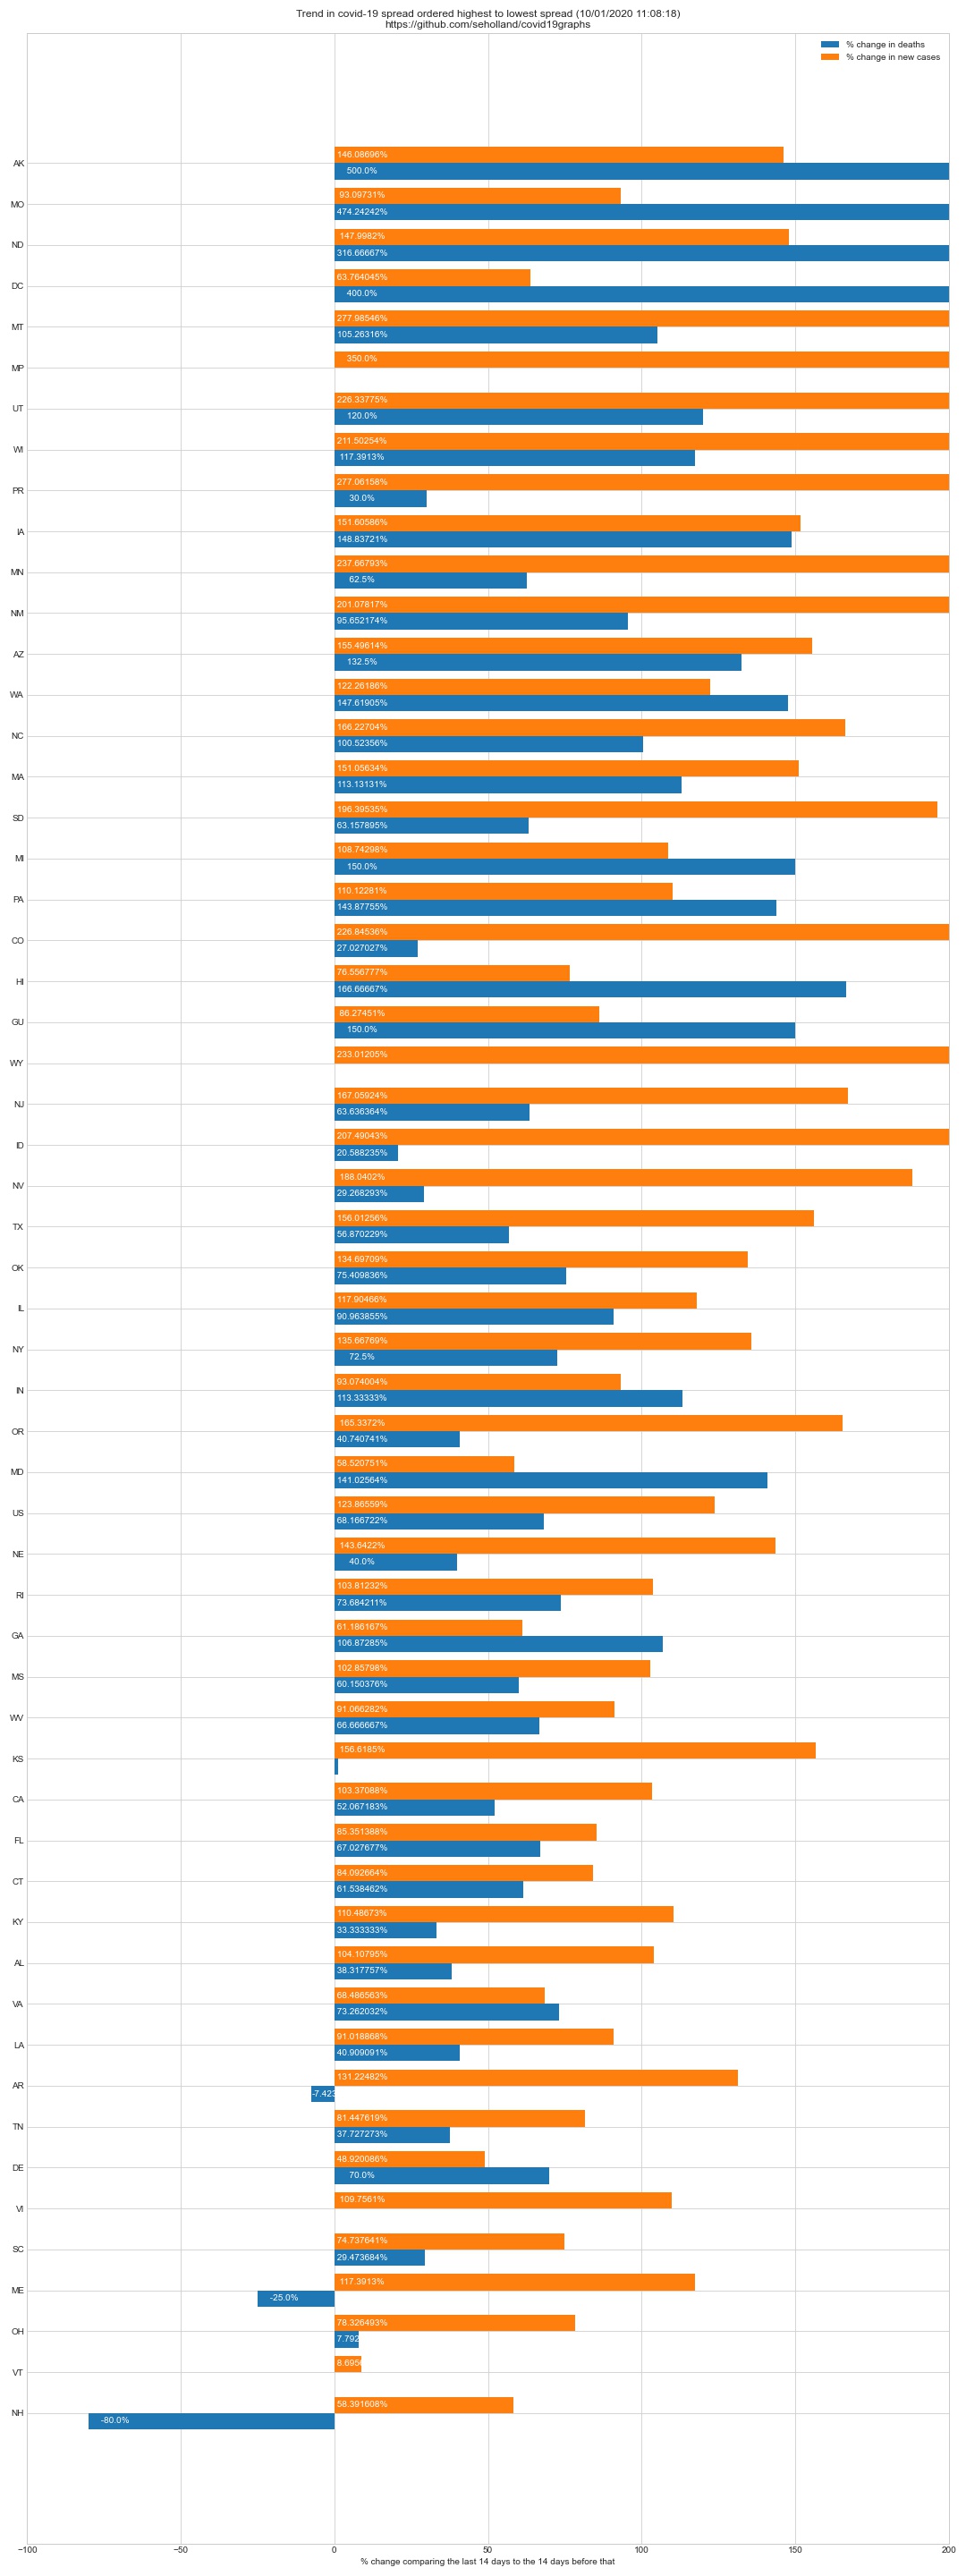 Trend in covid-19 spread ordered highest to lowest spread (10/01/2020 11:08:18)
https://github.com/seholland/covid19graphs
% change in deaths
% change in new cases
146.08696%
AK
500.0%
93.09731%
MO
474.24242%
147.9982%
ND
316.66667%
63.764045%
DC
400.0%
277.98546%
MT
105.26316%
350.0%
MP
226.33775%
UT
120.0%
211.50254%
WI
117.3913%
277.06158%
PR
30.0%
151.60586%
IA
148.83721%
237.66793%
MN
62.5%
201.07817%
NM
95.652174%
155.49614%
AZ
132.5%
122.26186%
WA
147.61905%
166.22704%
NC
100.52356%
151.05634%
MA
113.13131%
196.39535%
SD
63.157895%
108.74298%
MI
150.0%
110.12281%
PA
143.87755%
226.84536%
CO
27.027027%
76.556777%
HI
166.66667%
86.27451%
GU
150.0%
233.01205%
WY
167.05924%
NJ
63.636364%
207.49043%
ID
20.588235%
188.0402%
NV
29.268293%
156.01256%
TX
56.870229%
134.69709%
OK
75.409836%
117.90466%
IL
90.963855%
135.66769%
NY
72.5%
93.074004%
IN
113.33333%
165.3372%
OR
40.740741%
58.520751%
MD
141.02564%
123.86559%
US
68.166722%
143.6422%
NE
40.0%
103.81232%
RI
73.684211%
61.186167%
GA
106.87285%
102.85798%
MS
60.150376%
91.066282%
WV
66.666667%
156.6185%
KS
103.37088%
CA
52.067183%
85.351388%
FL
67.027677%
84.092664%
CT
61.538462%
110.48673%
KY
33.333333%
104.10795%
AL
38.317757%
68.486563%
VA
73.262032%
91.018868%
LA
40.909091%
131.22482%
AR
-7.423
81.447619%
TN
37.727273%
48.920086%
DE
70.0%
109.7561%
VI
74.737641%
SC
29.473684%
117.3913%
ME
-25.0%
78.326493%
OH
7.792
8.695
VT
58.391608%
NH
-80.0%
−100 −50 0 50 100 150 200
% change comparing the last 14 days to the 14 days before that